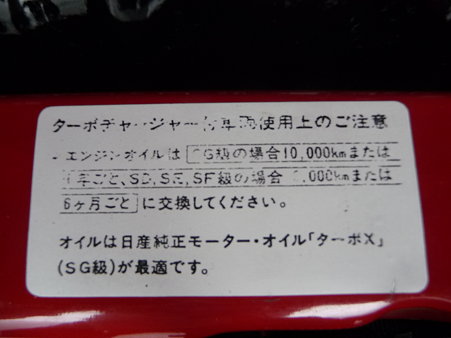 ターボチャージャー付車の使用上のご注意
・エンジンオイルは SG級の場合10,000kmまたは
1年ごと、SD,SE,SF級の場合 ,000kmまたは
6ヶ月ごと に交換してください。
オイルは日産純正モーター・オイル「ターボX」
(SG級)が最適です。